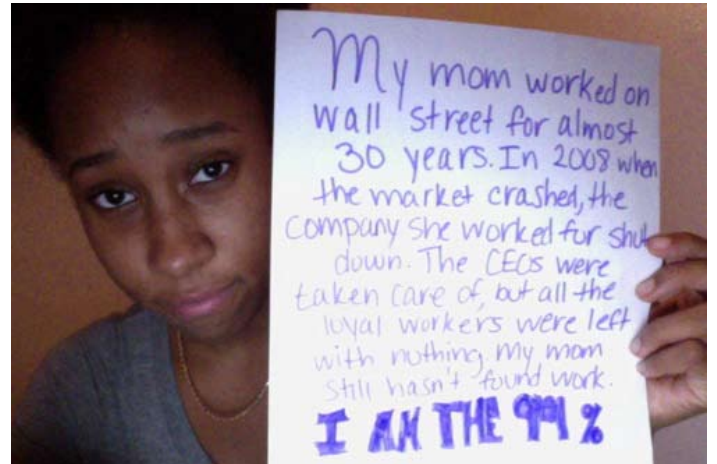 My mom worked on
wall street for almost
30 years. In 2008 when
the market crashed, the
company she worked for shut
down. The CEOs were
taken care of, but all the
loyal workers were left
with nothing. My mom
still hasn't found work.
I AM THE 99%